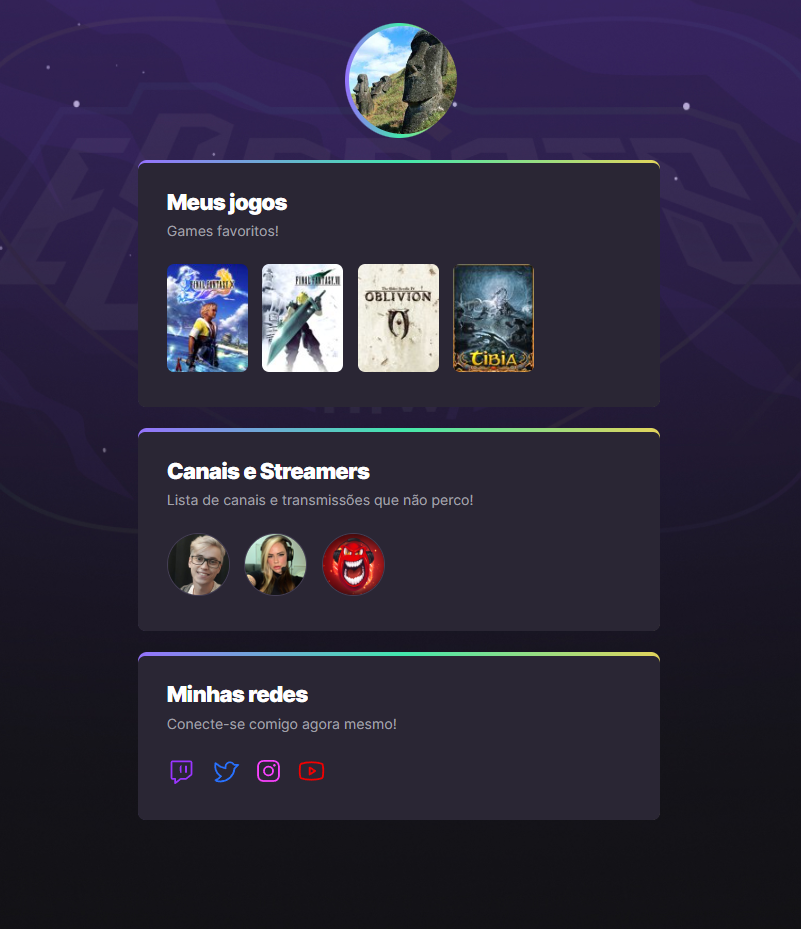 Meus jogos
Games favoritos!
FINAL FANTASY X
FINAL FANTASY VII
The Elder Scrolls IV
OBLIVION
TIBIA
Canais e Streamers
Lista de canais e transmissões que não perco!
Minhas redes
Conecte-se comigo agora mesmo!